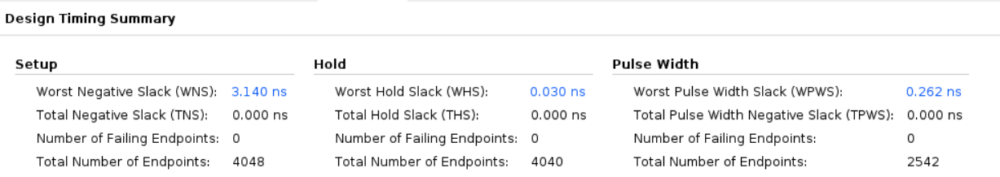 Design Timing Summary
Setup
Worst Negative Slack (WNS): 3.140 ns
Total Negative Slack (TNS): 0.000 ns
Number of Failing Endpoints: 0
Total Number of Endpoints: 4048
Hold
Worst Hold Slack (WHS): 0.030 ns
Total Hold Slack (THS): 0.000 ns
Number of Failing Endpoints: 0
Total Number of Endpoints: 4040
Pulse Width
Worst Pulse Width Slack (WPWS): 0.262 ns
Total Pulse Width Negative Slack (TPWS): 0.000 ns
Number of Failing Endpoints: 0
Total Number of Endpoints: 2542